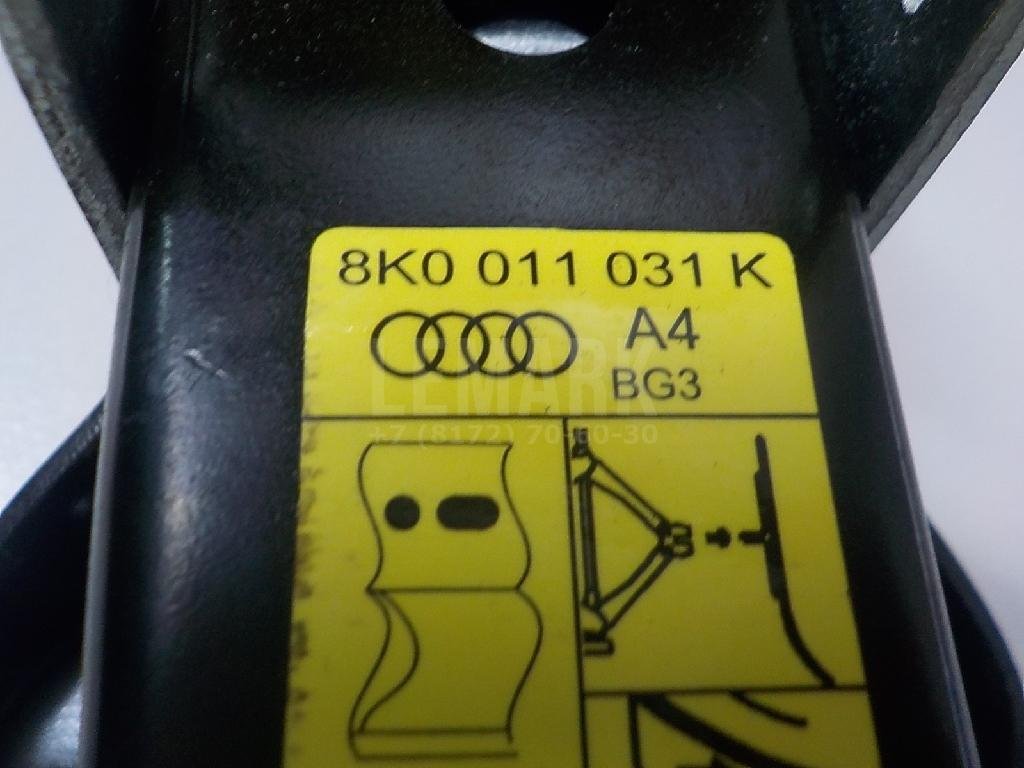 8K0 011 031 K
A4
BG3
LEMARK
+7 (8172) 70-60-30